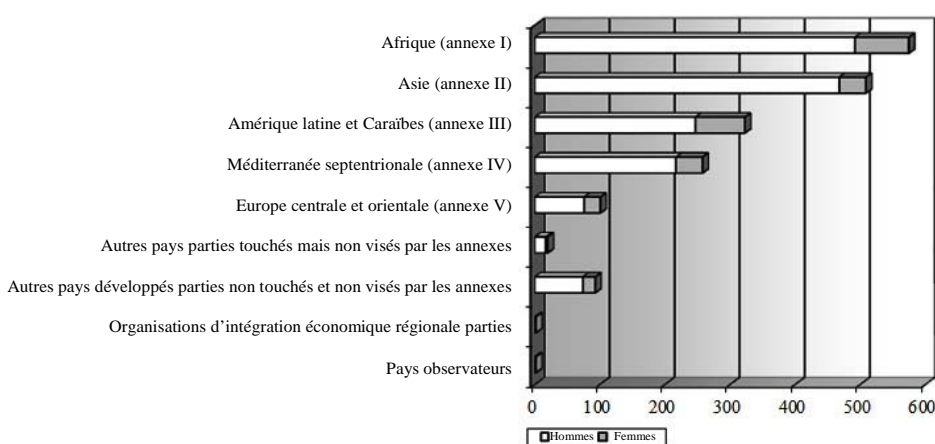 Afrique (annexe I)
Asie (annexe II)
Amérique latine et Caraïbes (annexe III)
Méditerranée septentrionale (annexe IV)
Europe centrale et orientale (annexe V)
Autres pays parties touchés mais non visés par les annexes
Autres pays développés parties non touchés et non visés par les annexes
Organisations d’intégration économique régionale parties
Pays observateurs
0 100 200 300 400 500 600
Hommes Femmes